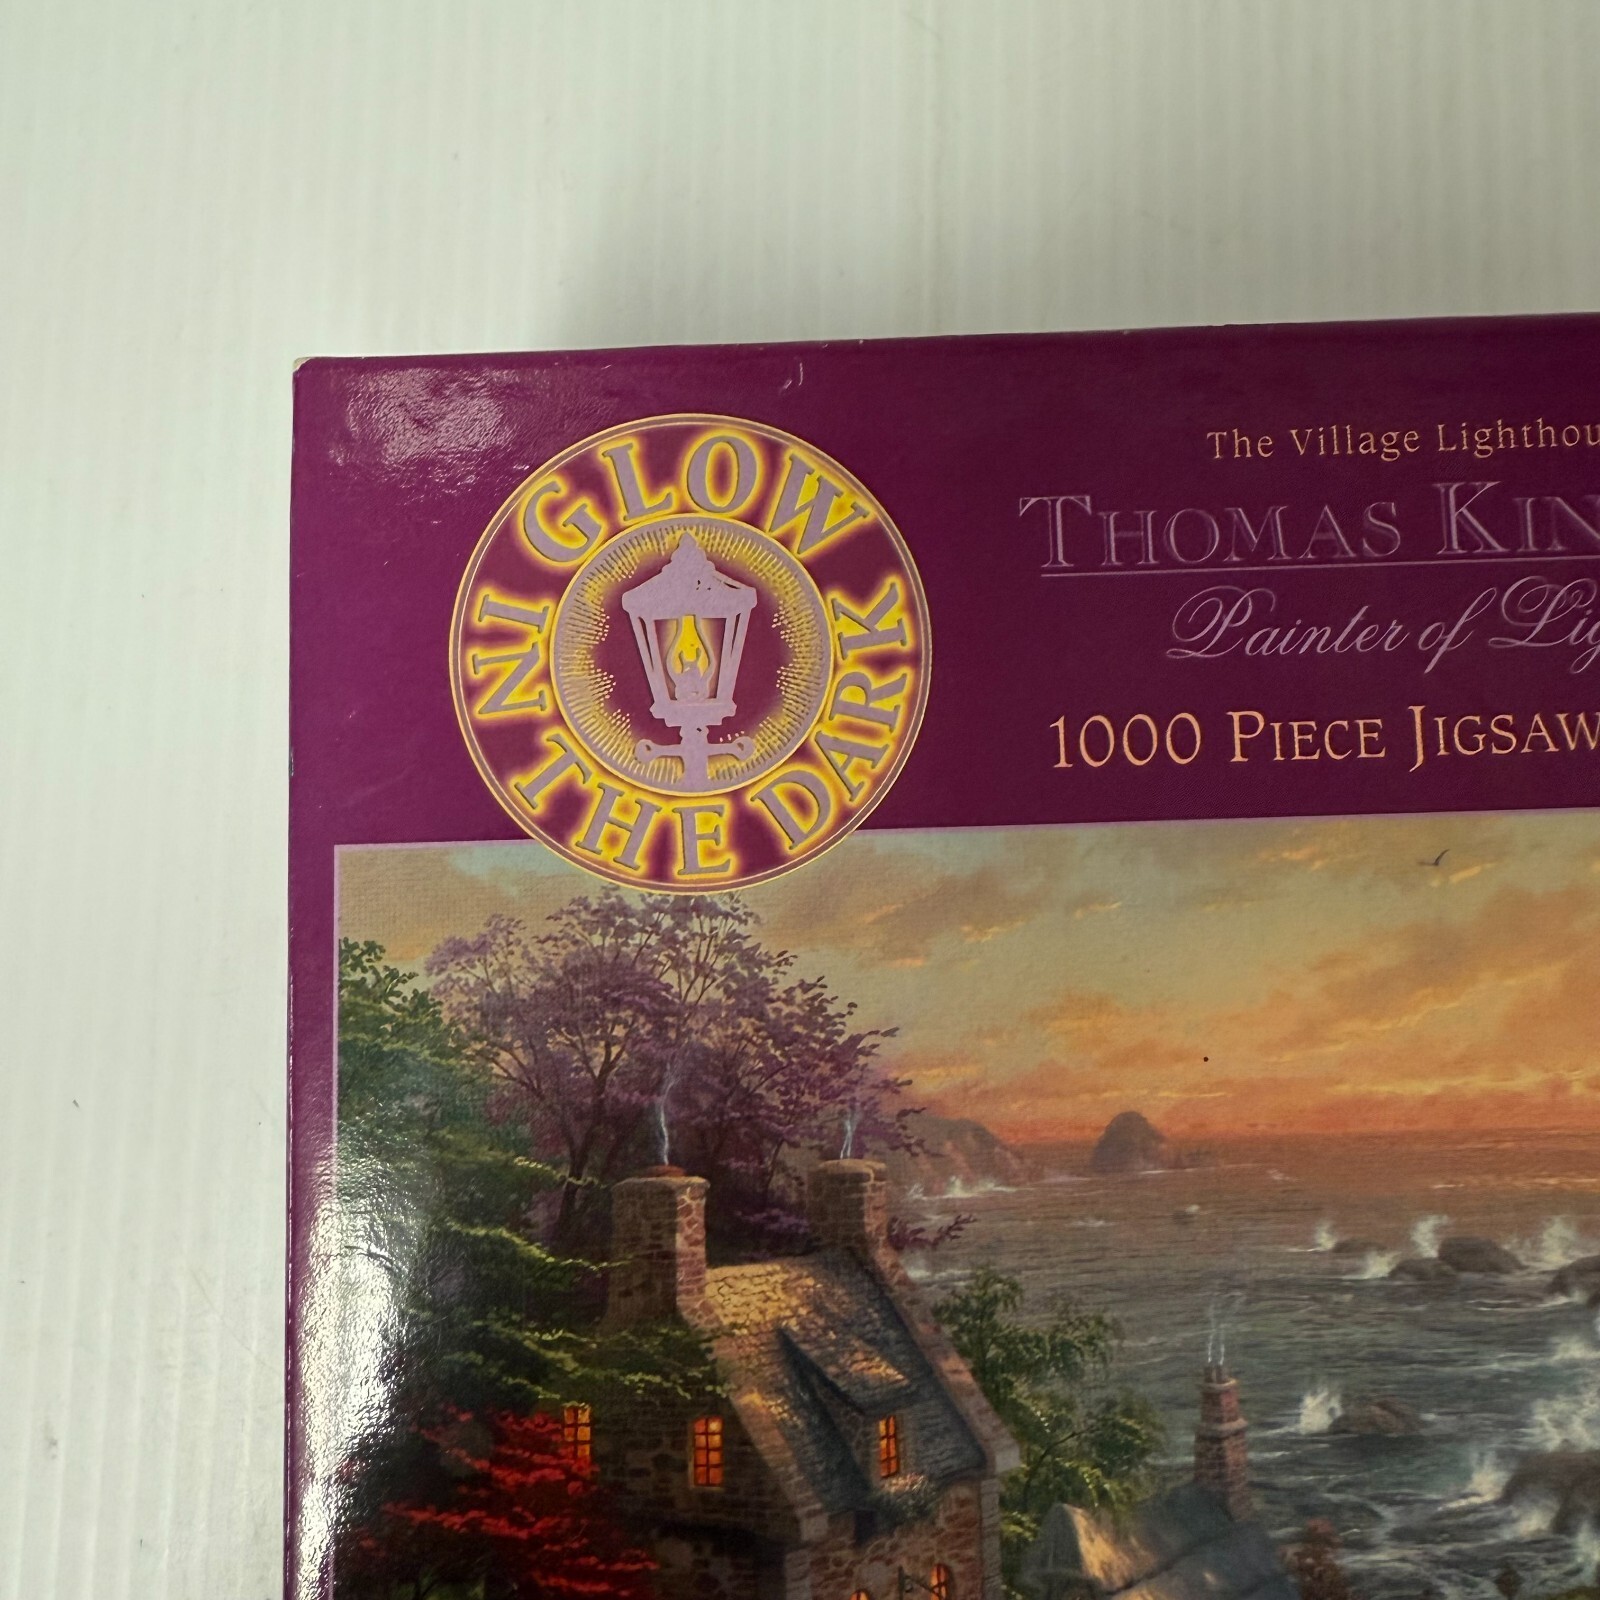 GLOW
IN THE DARK
The Village Lighthou
THOMAS KIN
Painter of Lig
1000 PIECE JIGSAW